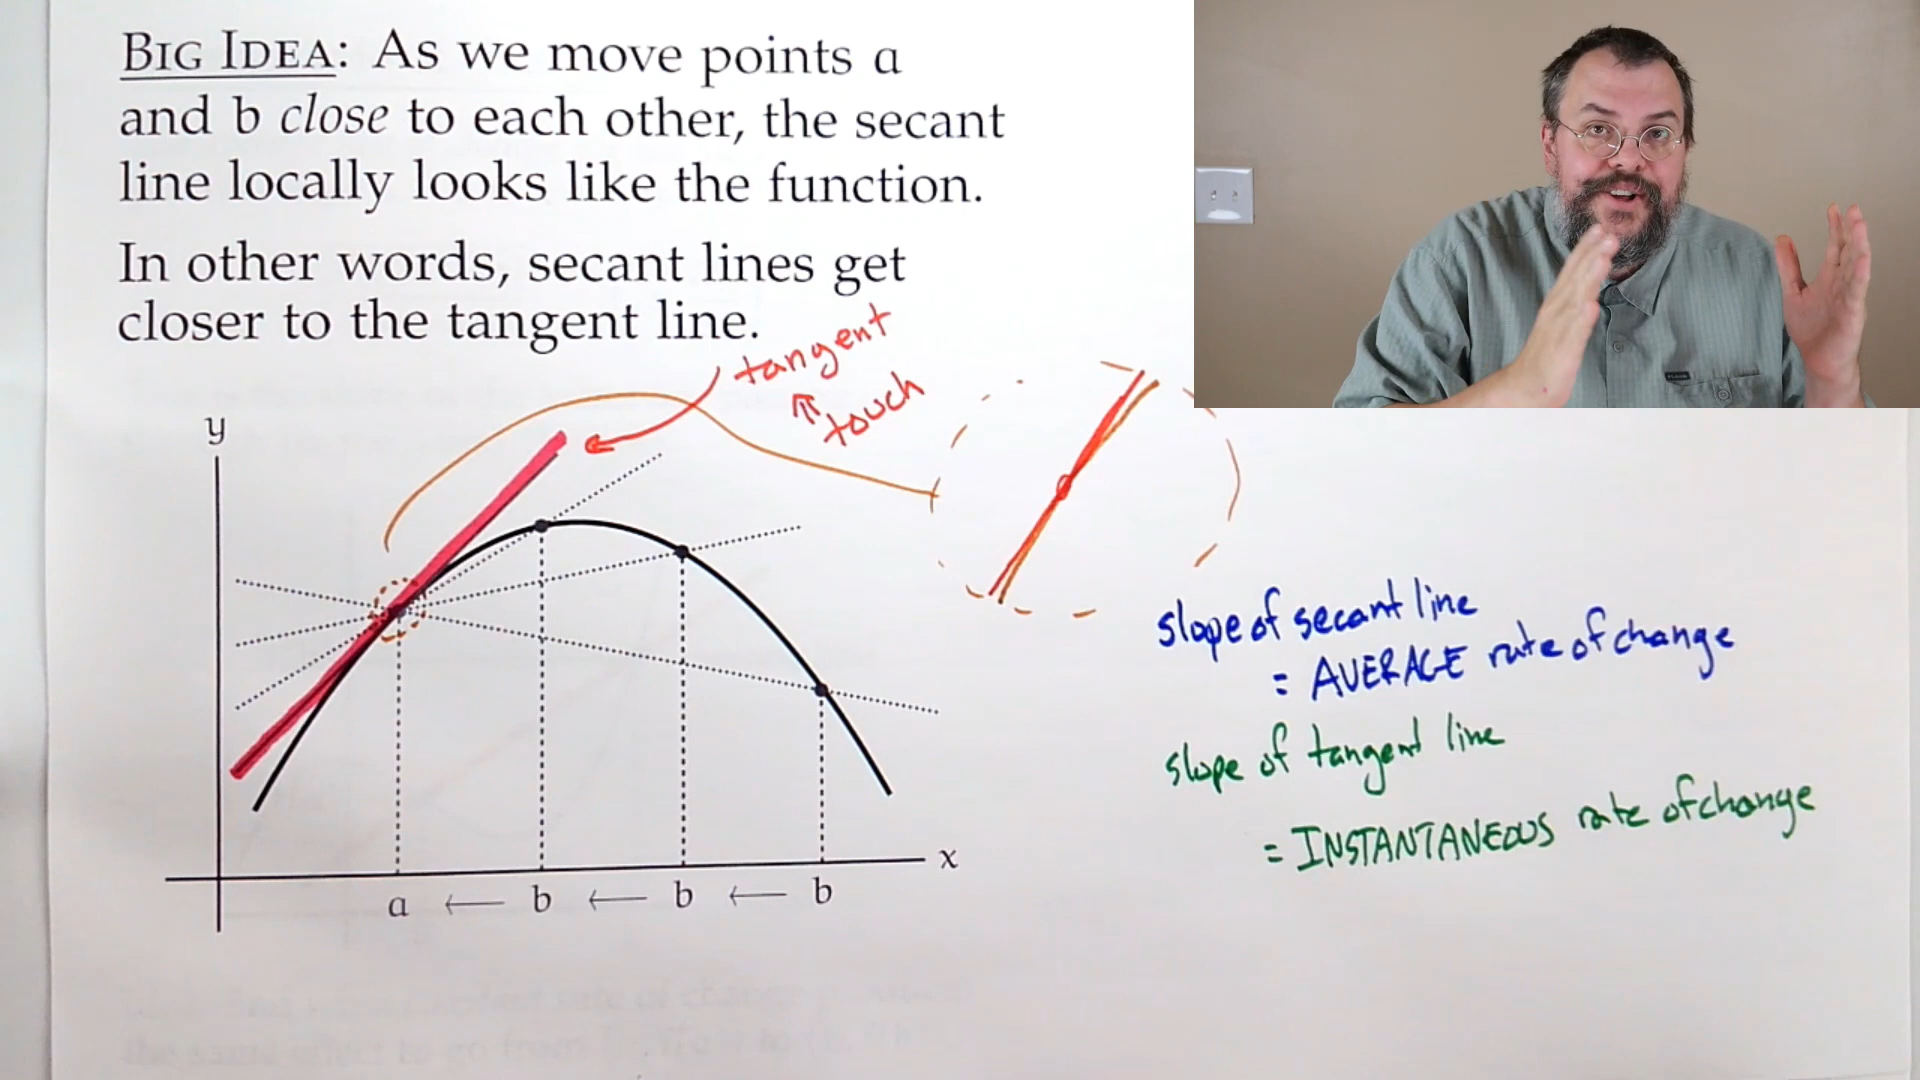 BIG IDEA: As we move points a
and b close to each other, the secant
line locally looks like the function.
In other words, secant lines get
closer to the tangent line.
tangent
⇑
touch
y
x
a ← b ← b ← b
slope of secant line
= AVERAGE rate of change
slope of tangent line
= INSTANTANEOUS rate of change